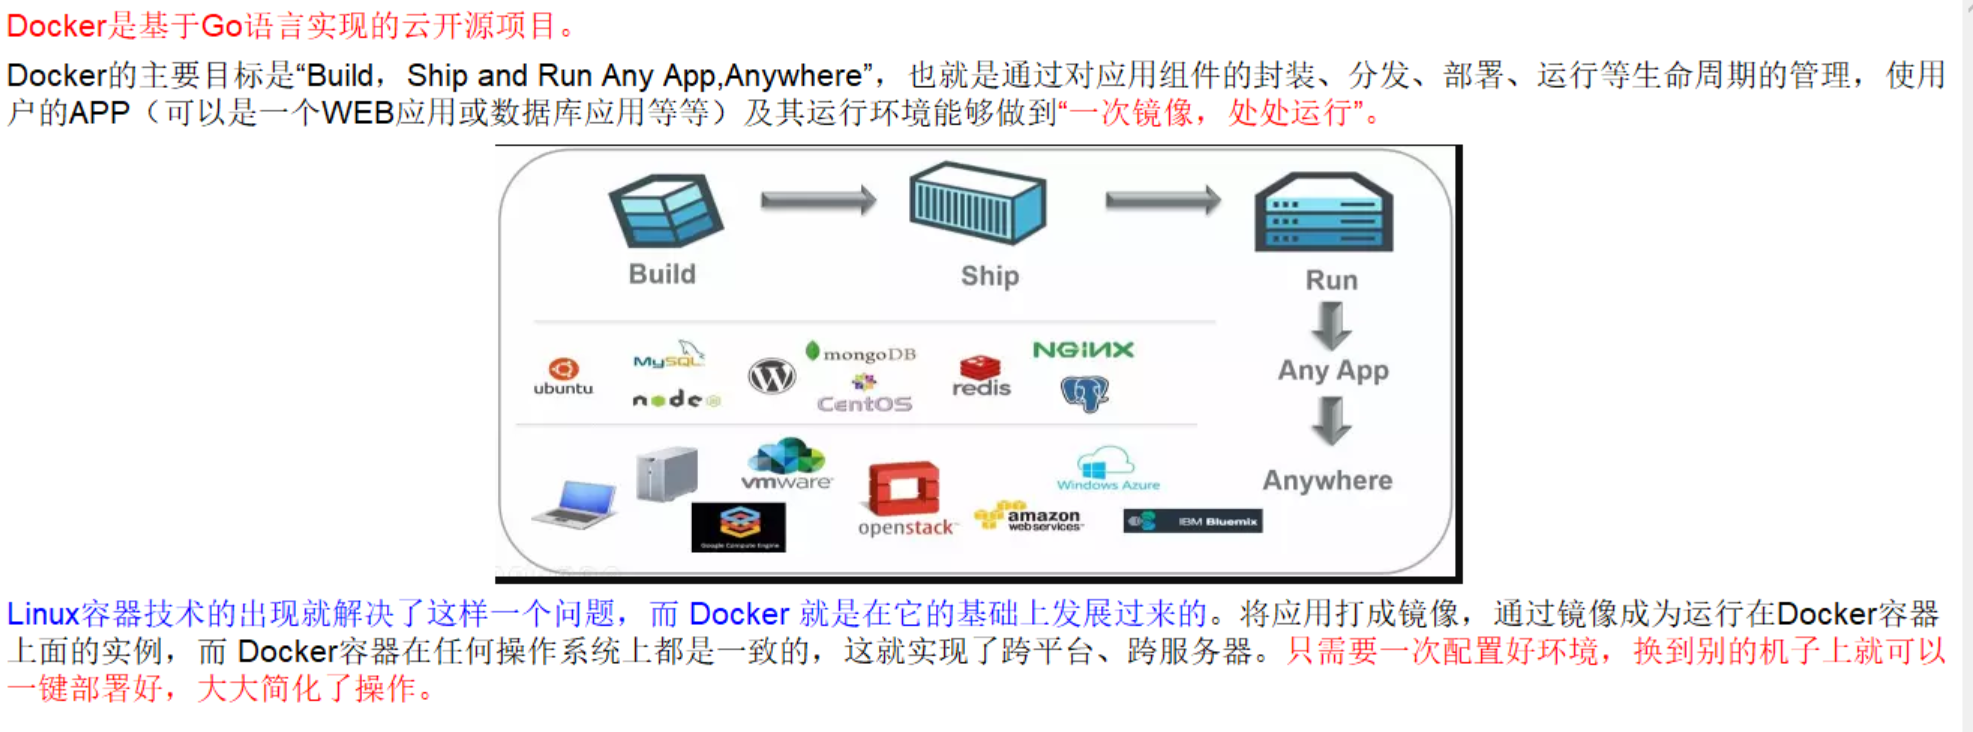 Docker是基于Go语言实现的云开源项目。
Docker的主要目标是“Build，Ship and Run Any App,Anywhere”，也就是通过对应用组件的封装、分发、部署、运行等生命周期的管理，使用
户的APP（可以是一个WEB应用或数据库应用等等）及其运行环境能够做到“一次镜像，处处运行”。
Build
Ship
Run
ubuntu
MySQL
node
mongoDB
CentOS
redis
NGINX
Any App
vmware
Google Compute Engine
openstack
amazon
webservices
Windows Azure
IBM Bluemix
Anywhere
Linux容器技术的出现就解决了这样一个问题，而 Docker 就是在它的基础上发展过来的。将应用打成镜像，通过镜像成为运行在Docker容器
上面的实例，而 Docker容器在任何操作系统上都是一致的，这就实现了跨平台、跨服务器。只需要一次配置好环境，换到别的机子上就可以
一键部署好，大大简化了操作。